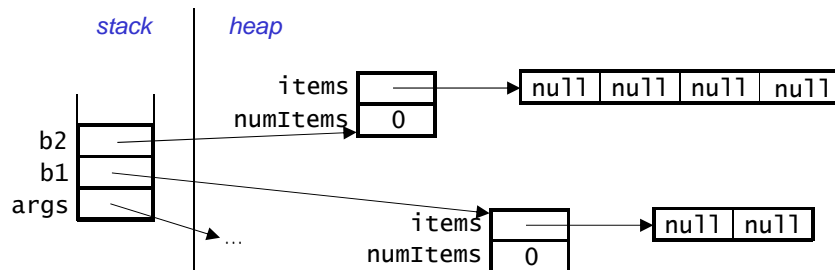 stack heap
items null null null null
numItems 0
b2
b1
args
...
items null null
numItems 0